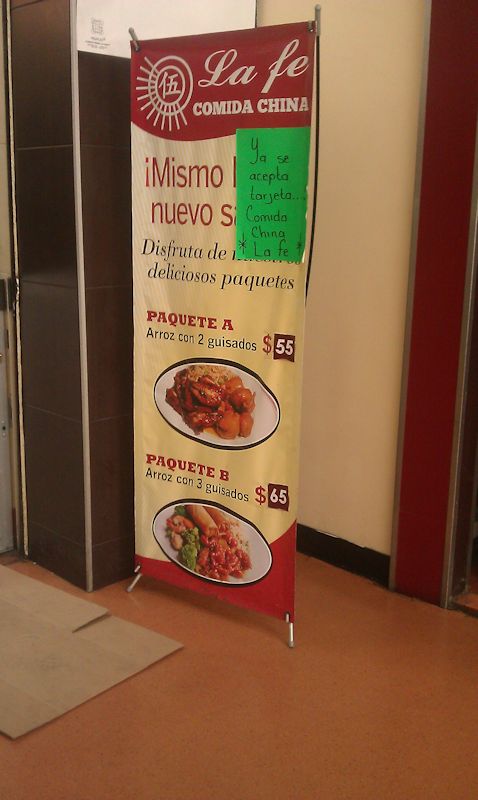 伍
La fe
COMIDA CHINA
¡Mismo
nuevo
Disfruta de
deliciosos paquetes
Ya se
acepta
tarjeta...
Comida
China
* La fe *
PAQUETE A
Arroz con 2 guisados $55
PAQUETE B
Arroz con 3 guisados $65